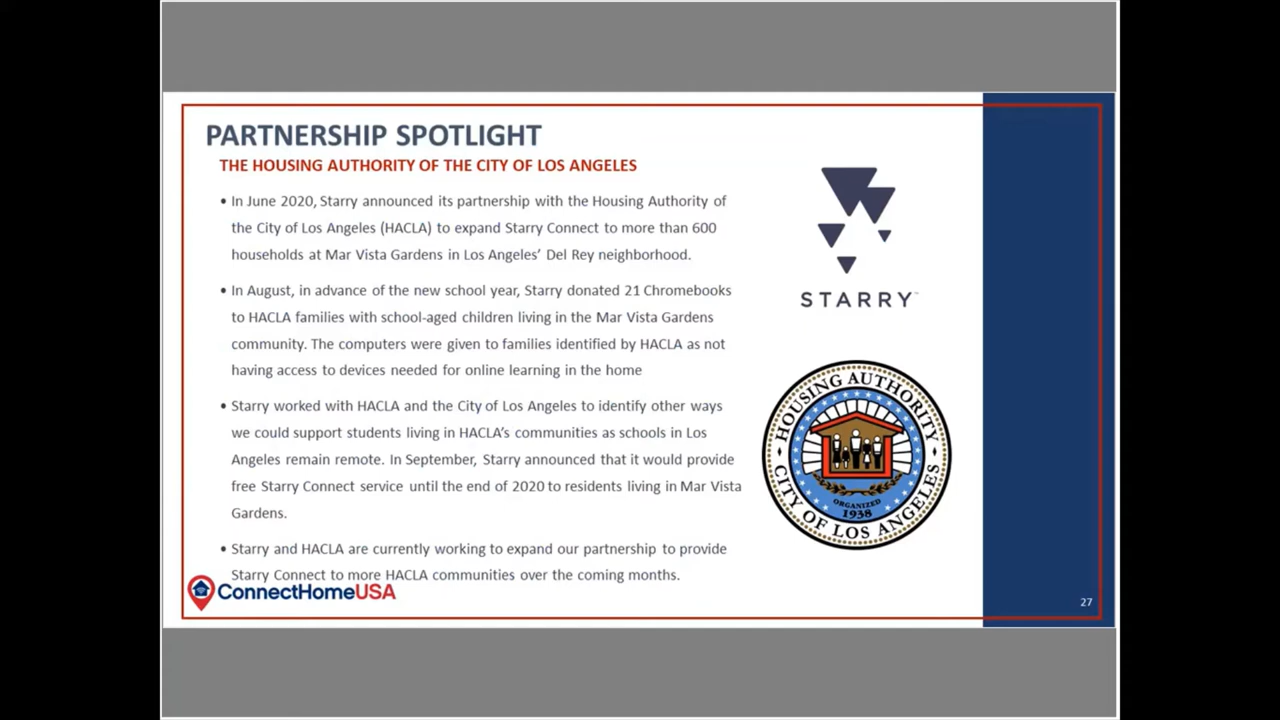 PARTNERSHIP SPOTLIGHT
THE HOUSING AUTHORITY OF THE CITY OF LOS ANGELES
• In June 2020, Starry announced its partnership with the Housing Authority of
the City of Los Angeles (HACLA) to expand Starry Connect to more than 600
households at Mar Vista Gardens in Los Angeles’ Del Rey neighborhood.
• In August, in advance of the new school year, Starry donated 21 Chromebooks
to HACLA families with school-aged children living in the Mar Vista Gardens
community. The computers were given to families identified by HACLA as not
having access to devices needed for online learning in the home
• Starry worked with HACLA and the City of Los Angeles to identify other ways
we could support students living in HACLA’s communities as schools in Los
Angeles remain remote. In September, Starry announced that it would provide
free Starry Connect service until the end of 2020 to residents living in Mar Vista
Gardens.
• Starry and HACLA are currently working to expand our partnership to provide
Starry Connect to more HACLA communities over the coming months.
ConnectHomeUSA
STARRY™
HOUSING AUTHORITY
ORGANIZED
1938
CITY OF LOS ANGELES
27